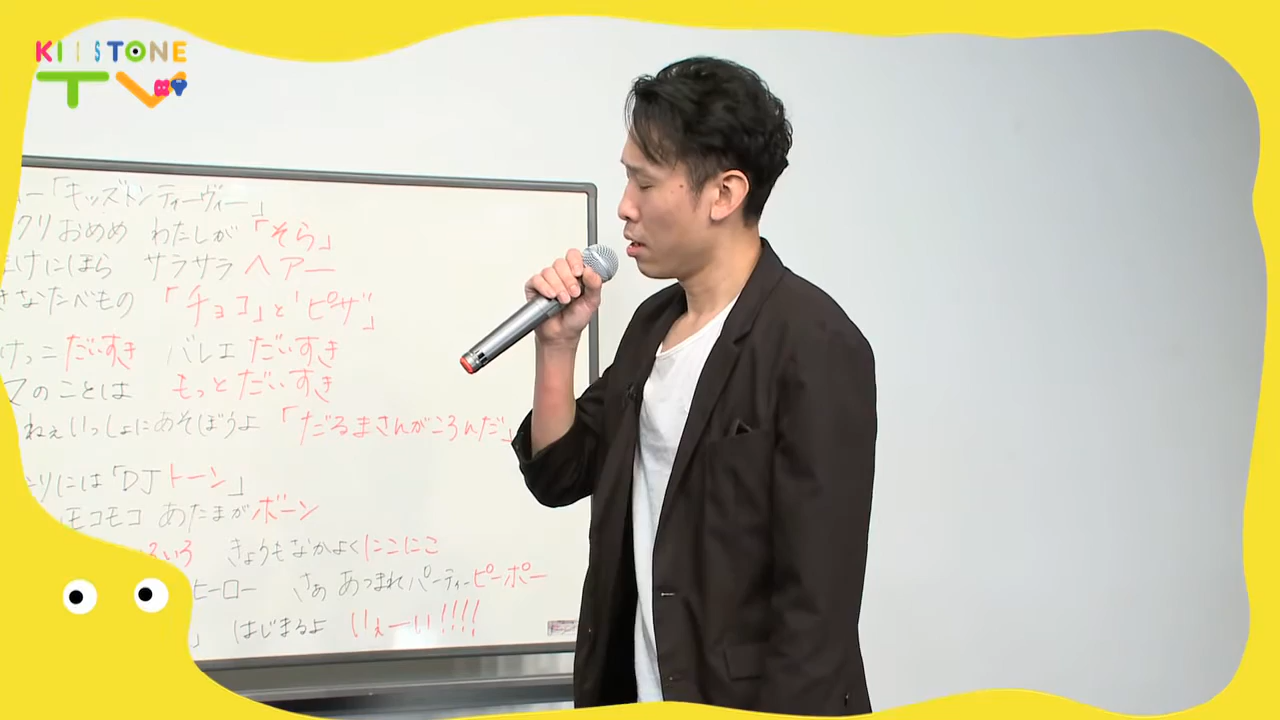 KIDSTONE
TV
ー「キッズトンティーヴィー」
クリおめめ わたしが「そら」
まけにほら サラサラヘアー
きなたべもの 「チョコ」と「ピザ」
けっこだいすき バレエだいすき
マのことは もっとだいすき
ねぇいっしょにあそぼうよ 「だるまさんがころんだ」
とりには「DJトーン」
モコモコ あたまがボーン
ろいろ きょうもなかよくにこにこ
ヒーロー さぁ あつまれパーティーピーポー
」 はじまるよ いぇーい!!!!